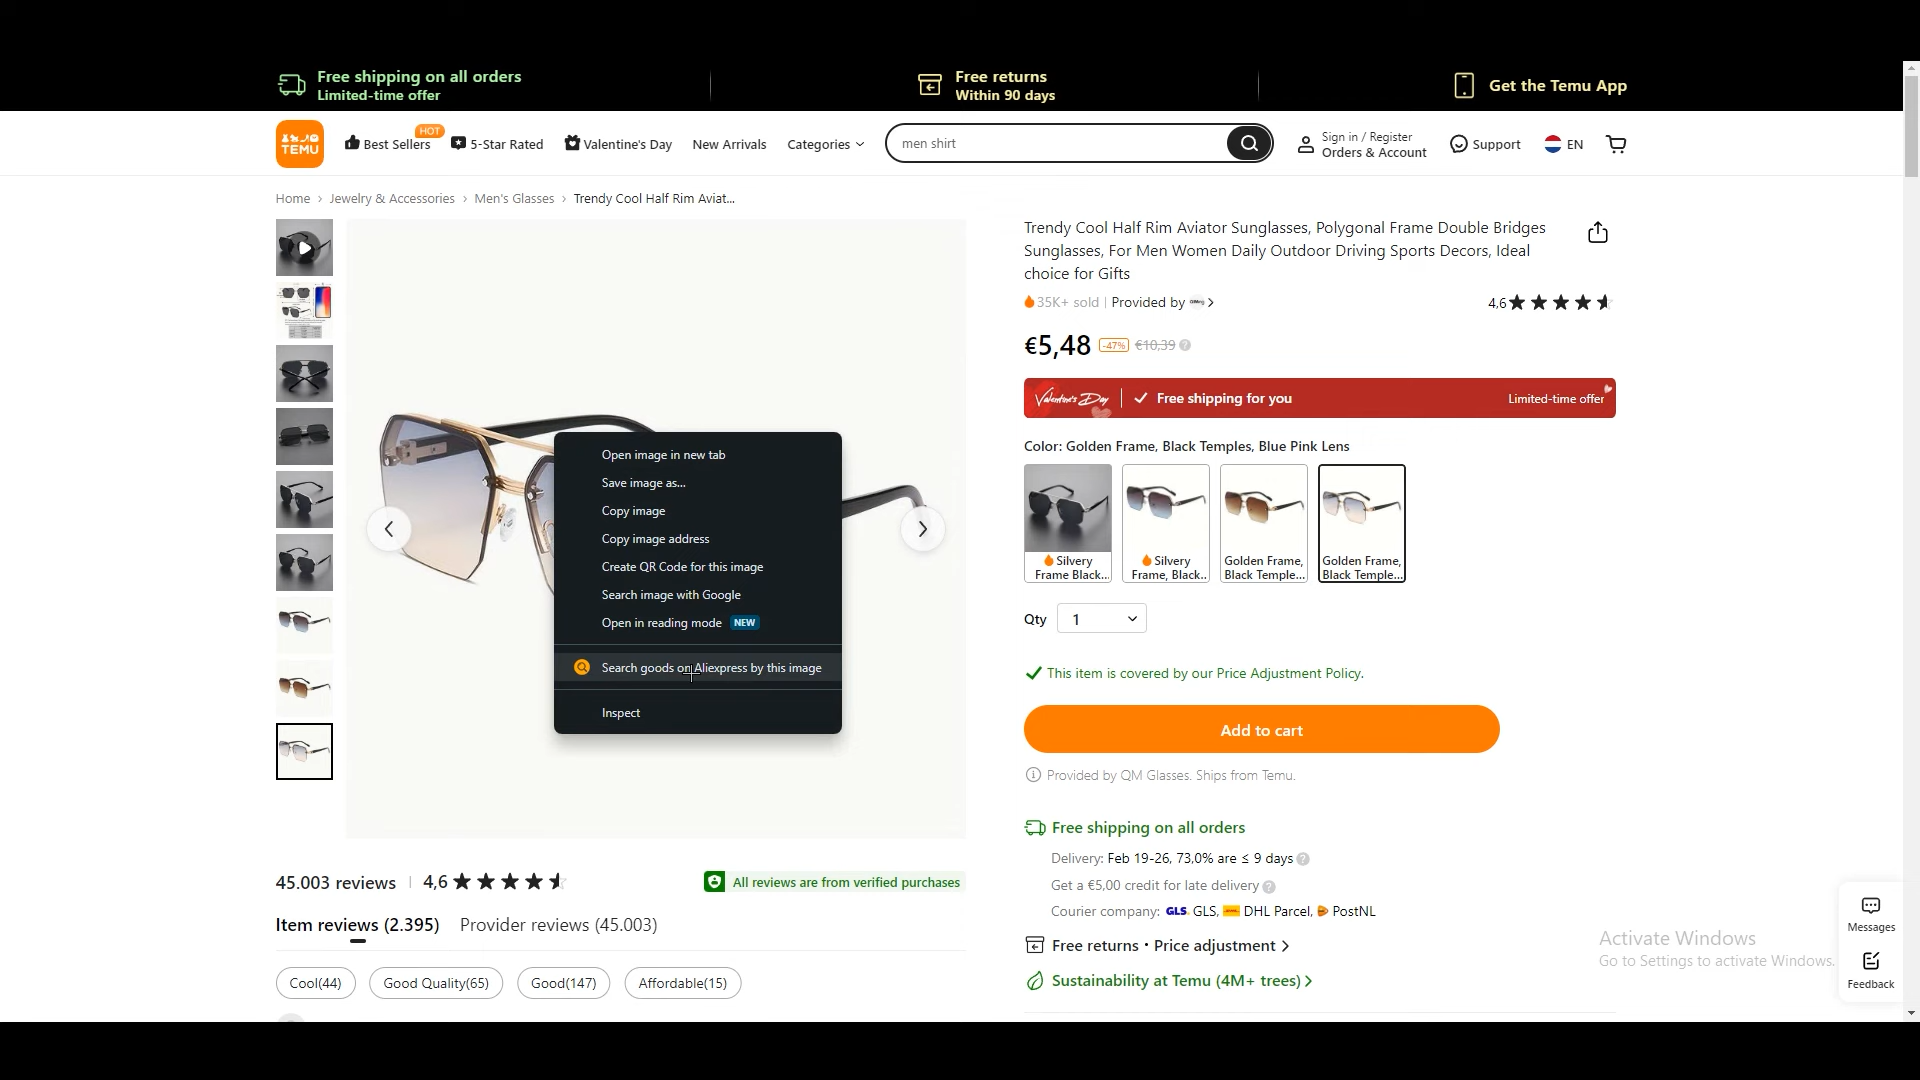 Free shipping on all orders
Limited-time offer
Free returns
Within 90 days
Get the Temu App
TEMU
Best Sellers
HOT
5-Star Rated
Valentine's Day
New Arrivals
Categories
men shirt
Sign in / Register
Orders & Account
Support
EN
Home › Jewelry & Accessories › Men's Glasses › Trendy Cool Half Rim Aviat...
Trendy Cool Half Rim Aviator Sunglasses, Polygonal Frame Double Bridges
Sunglasses, For Men Women Daily Outdoor Driving Sports Decors, Ideal
choice for Gifts
35K+ sold | Provided by
4,6
€5,48 -47% €10,39
Valentine's Day
Free shipping for you
Limited-time offer
Color: Golden Frame, Black Temples, Blue Pink Lens
Silvery
Frame Black...
Silvery
Frame, Black...
Golden Frame,
Black Temple...
Golden Frame,
Black Temple...
Qty 1
This item is covered by our Price Adjustment Policy.
Add to cart
Provided by QM Glasses. Ships from Temu.
Free shipping on all orders
Delivery: Feb 19-26, 73,0% are ≤ 9 days
Get a €5,00 credit for late delivery
Courier company: GLS GLS, DHL Parcel, PostNL
Free returns • Price adjustment
Sustainability at Temu (4M+ trees)
Open image in new tab
Save image as...
Copy image
Copy image address
Create QR Code for this image
Search image with Google
Open in reading mode NEW
Search goods on Aliexpress by this image
Inspect
45.003 reviews | 4,6
All reviews are from verified purchases
Item reviews (2.395)
Provider reviews (45.003)
Cool(44)
Good Quality(65)
Good(147)
Affordable(15)
Activate Windows
Go to Settings to activate Windows.
Messages
Feedback